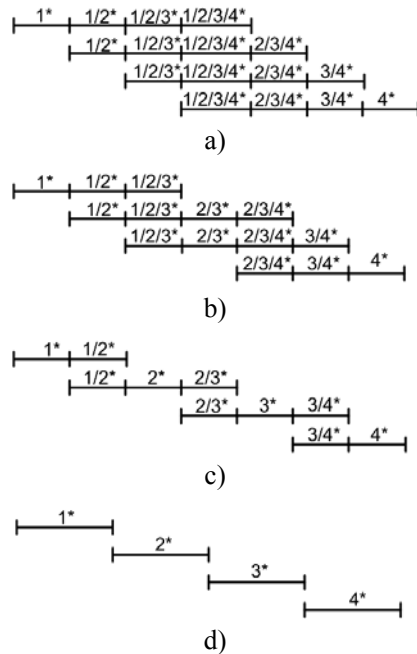 1* 1/2* 1/2/3* 1/2/3/4*
1/2* 1/2/3* 1/2/3/4* 2/3/4*
1/2/3* 1/2/3/4* 2/3/4* 3/4*
1/2/3/4* 2/3/4* 3/4* 4*
a)
1* 1/2* 1/2/3*
1/2* 1/2/3* 2/3* 2/3/4*
1/2/3* 2/3* 2/3/4* 3/4*
2/3/4* 3/4* 4*
b)
1* 1/2*
1/2* 2* 2/3*
2/3* 3* 3/4*
3/4* 4*
c)
1*
2*
3*
4*
d)